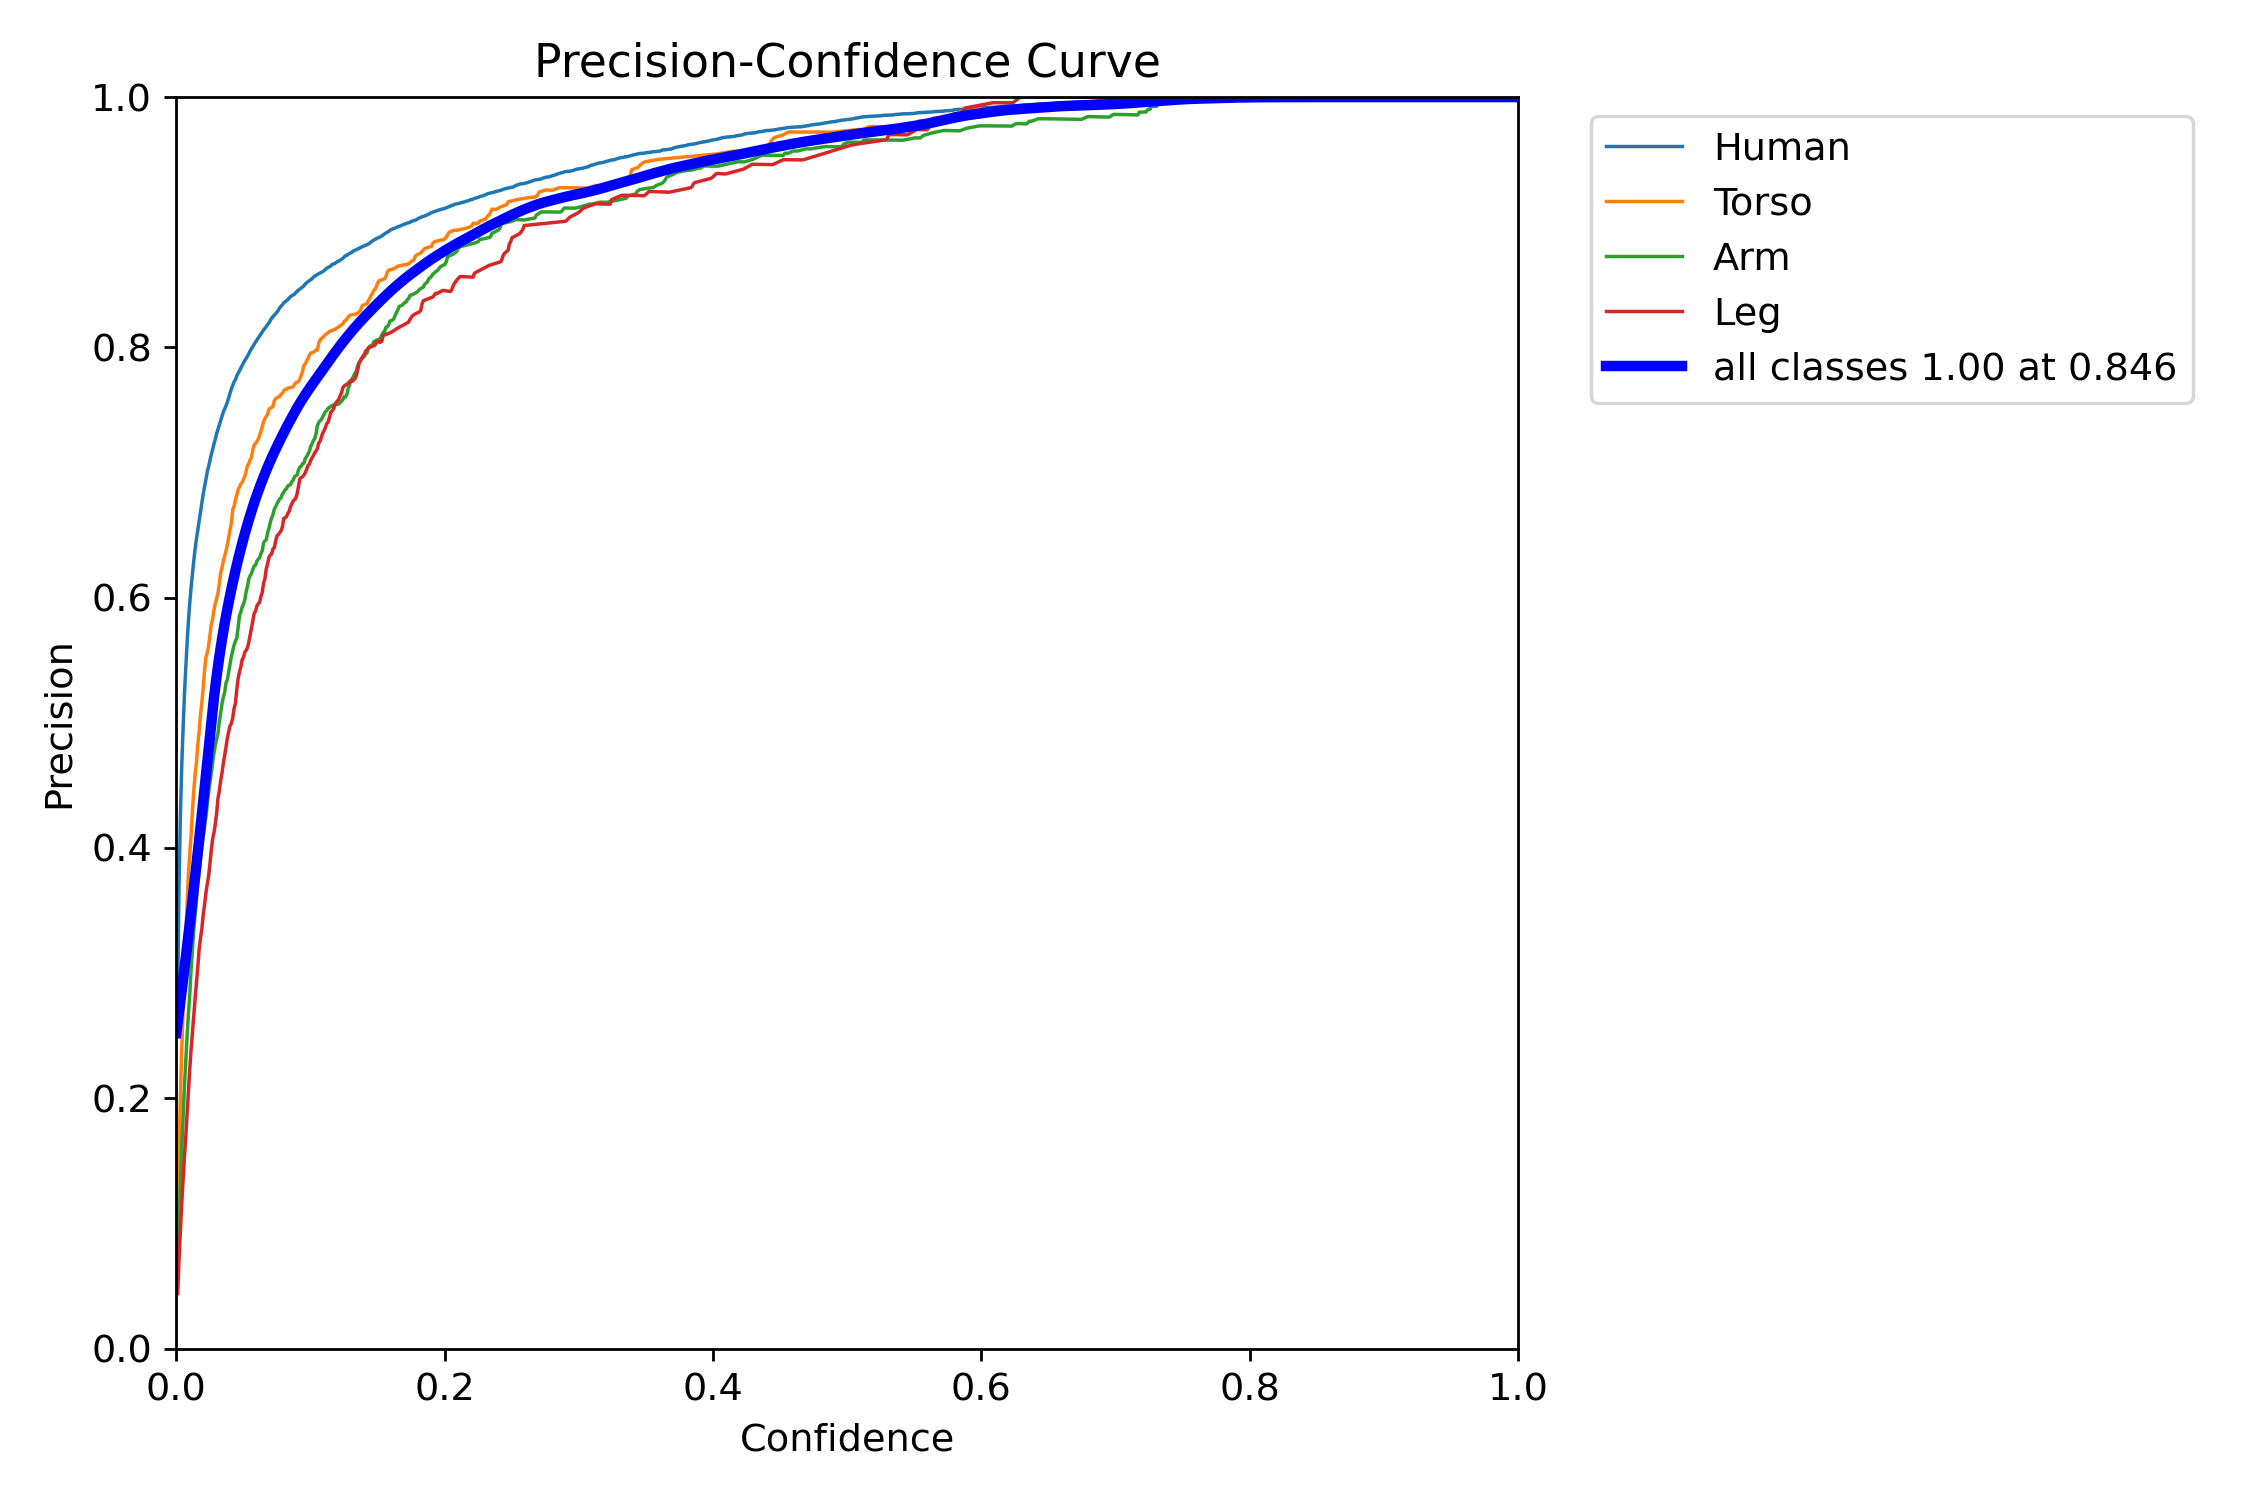 Precision-Confidence Curve
1.0
0.8
0.6
0.4
0.2
0.0
Precision
0.0 0.2 0.4 0.6 0.8 1.0
Confidence
Human
Torso
Arm
Leg
all classes 1.00 at 0.846